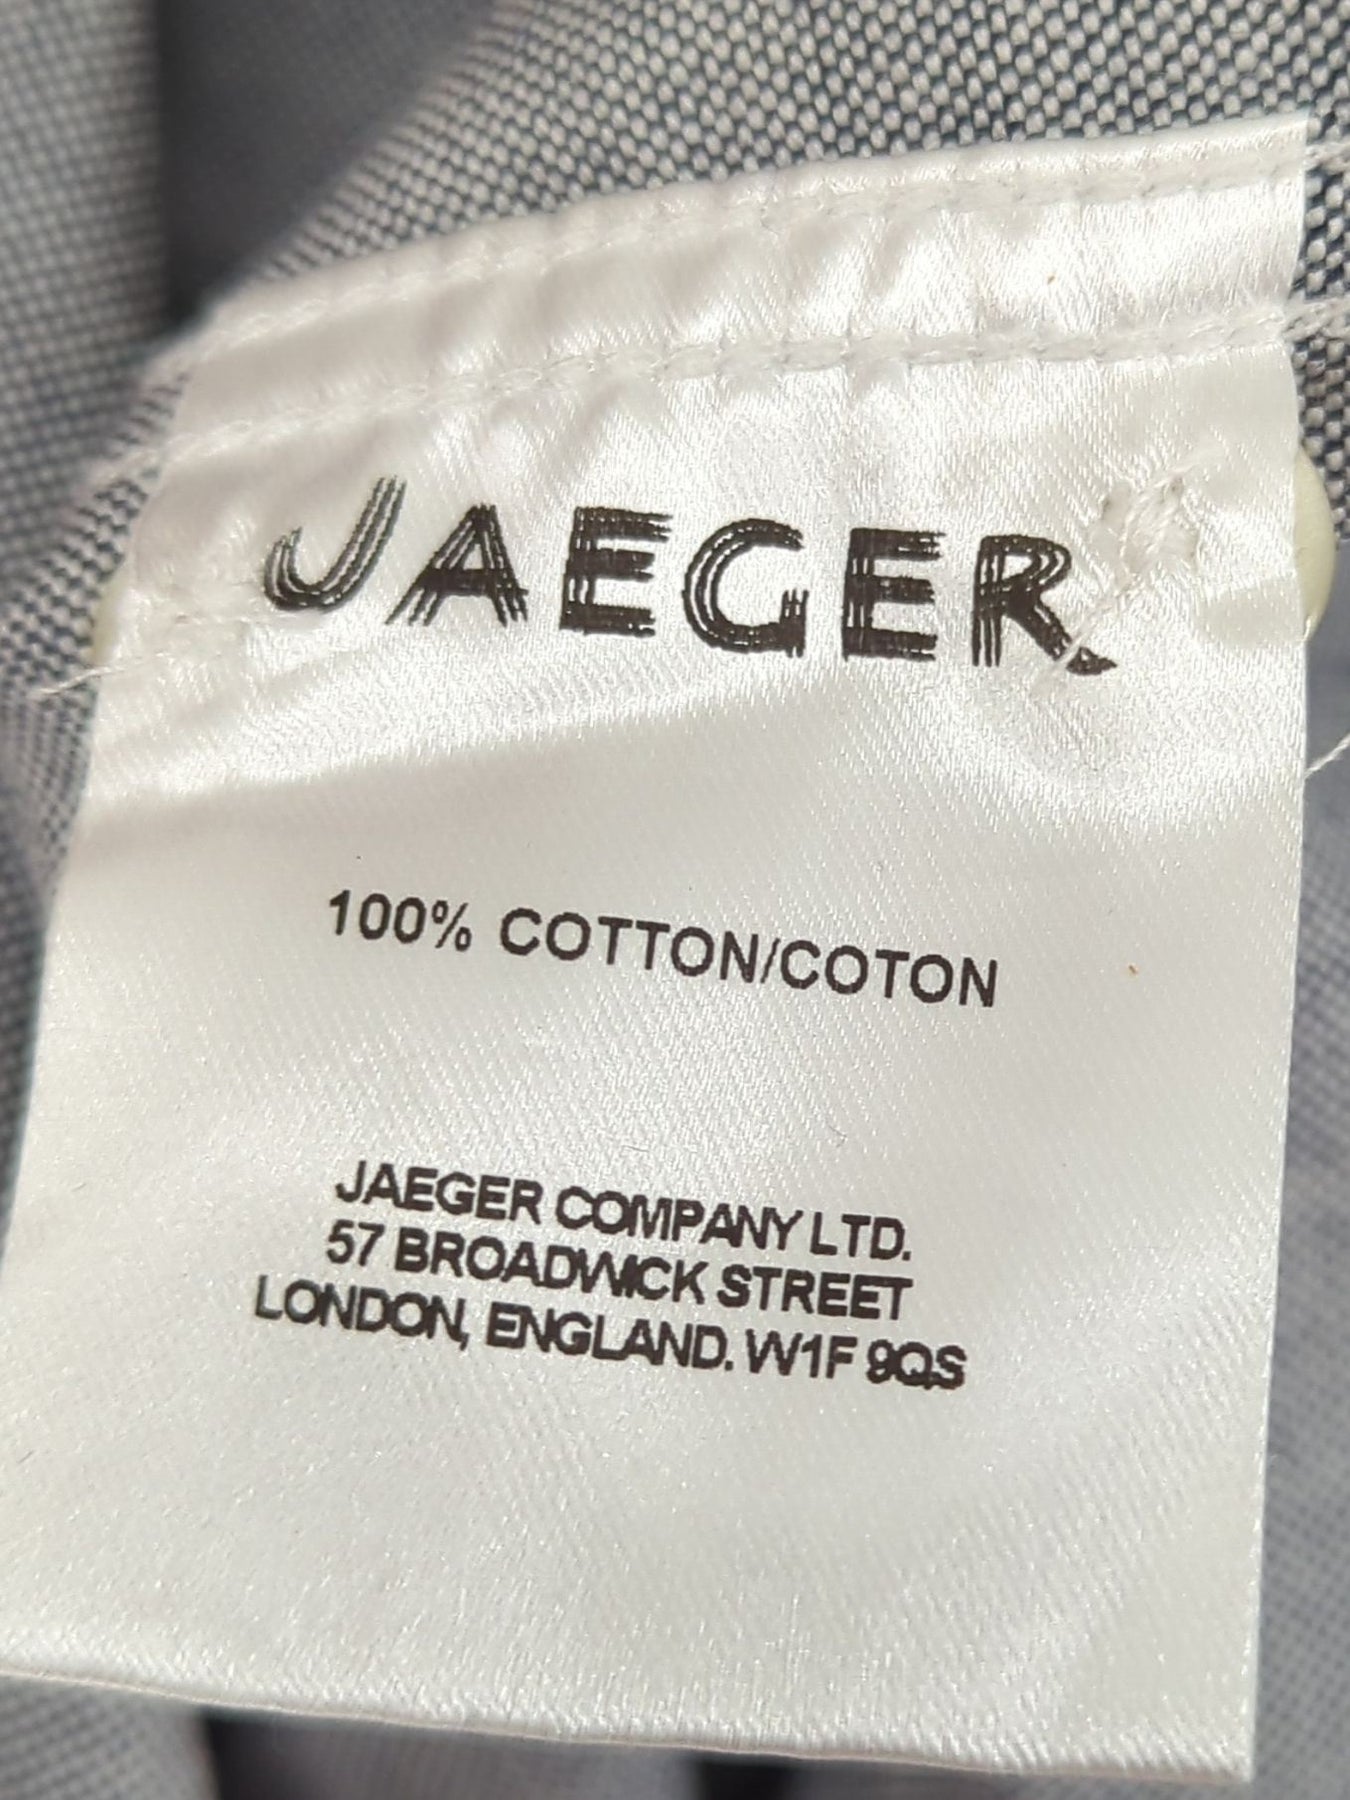 JAEGER
100% COTTON/COTON
JAEGER COMPANY LTD.
57 BROADWICK STREET
LONDON, ENGLAND. W1F 9QS